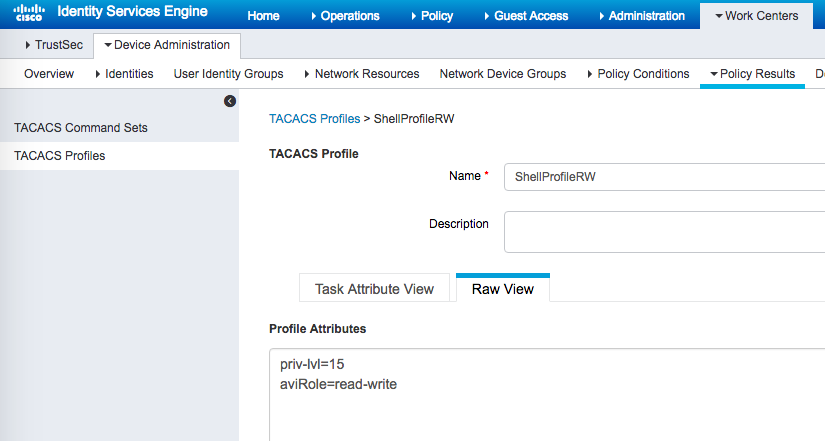 CISCO Identity Services Engine Home Operations Policy Guest Access Administration Work Centers
TrustSec Device Administration
Overview Identities User Identity Groups Network Resources Network Device Groups Policy Conditions Policy Results
TACACS Command Sets
TACACS Profiles
TACACS Profiles > ShellProfileRW
TACACS Profile
Name * ShellProfileRW
Description
Task Attribute View Raw View
Profile Attributes
priv-lvl=15
aviRole=read-write